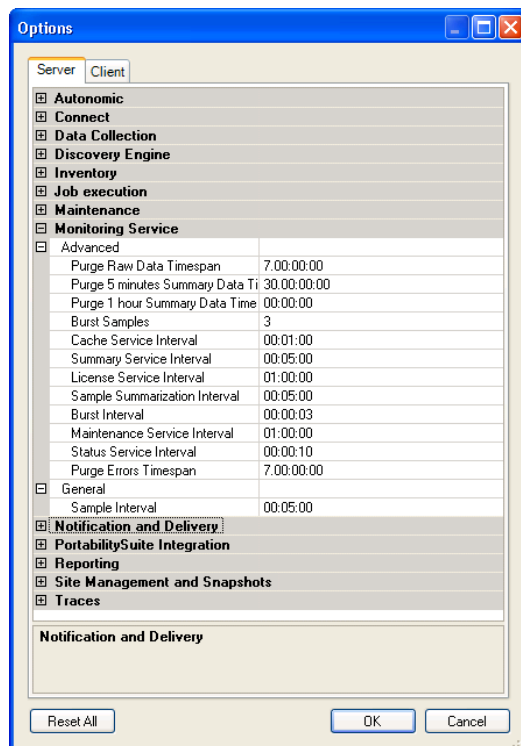 Options
Server Client
Autonomic
Connect
Data Collection
Discovery Engine
Inventory
Job execution
Maintenance
Monitoring Service
Advanced
Purge Raw Data Timespan 7.00:00:00
Purge 5 minutes Summary Data Ti 30.00:00:00
Purge 1 hour Summary Data Time 00:00:00
Burst Samples 3
Cache Service Interval 00:01:00
Summary Service Interval 00:05:00
License Service Interval 01:00:00
Sample Summarization Interval 00:05:00
Burst Interval 00:00:03
Maintenance Service Interval 01:00:00
Status Service Interval 00:00:10
Purge Errors Timespan 7.00:00:00
General
Sample Interval 00:05:00
Notification and Delivery
PortabilitySuite Integration
Reporting
Site Management and Snapshots
Traces
Notification and Delivery
Reset All OK Cancel